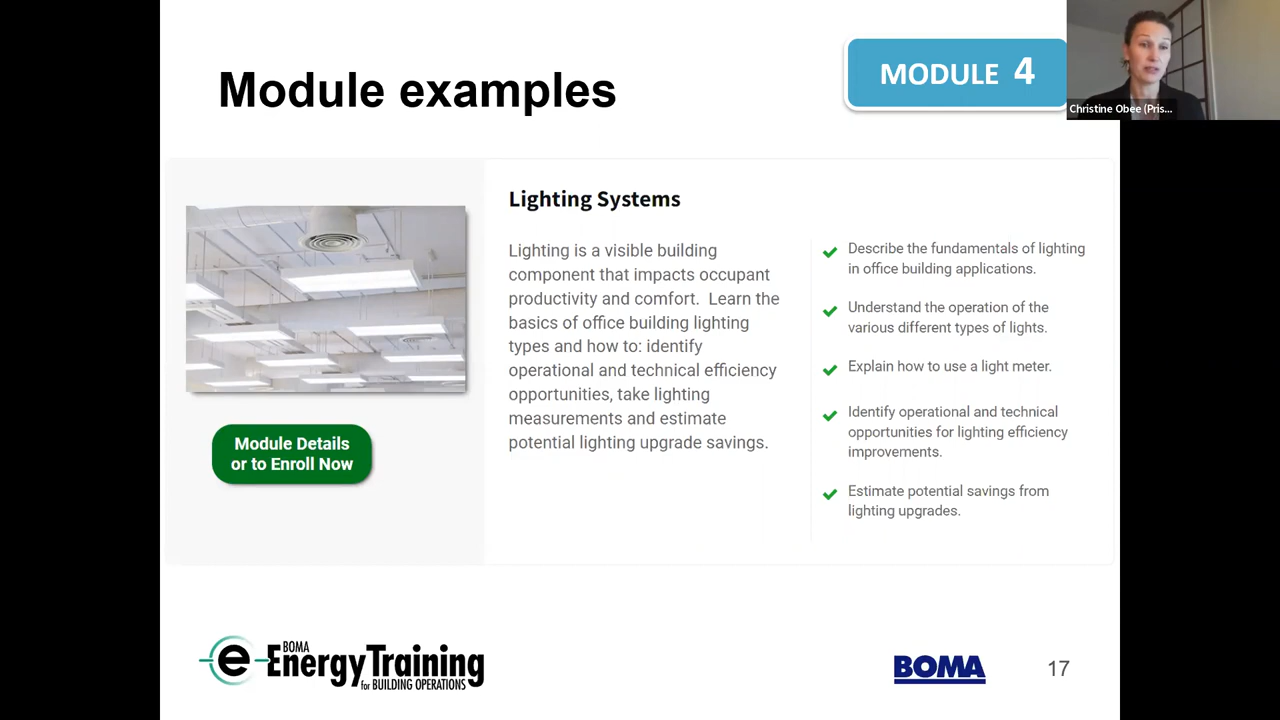 Module examples
MODULE 4
Christine Obee (Pris...
Lighting Systems
Lighting is a visible building
component that impacts occupant
productivity and comfort.  Learn the
basics of office building lighting
types and how to: identify
operational and technical efficiency
opportunities, take lighting
measurements and estimate
potential lighting upgrade savings.
Describe the fundamentals of lighting
in office building applications.
Understand the operation of the
various different types of lights.
Explain how to use a light meter.
Identify operational and technical
opportunities for lighting efficiency
improvements.
Estimate potential savings from
lighting upgrades.
Module Details
or to Enroll Now
e
BOMA
Energy Training
for BUILDING OPERATIONS
BOMA
17